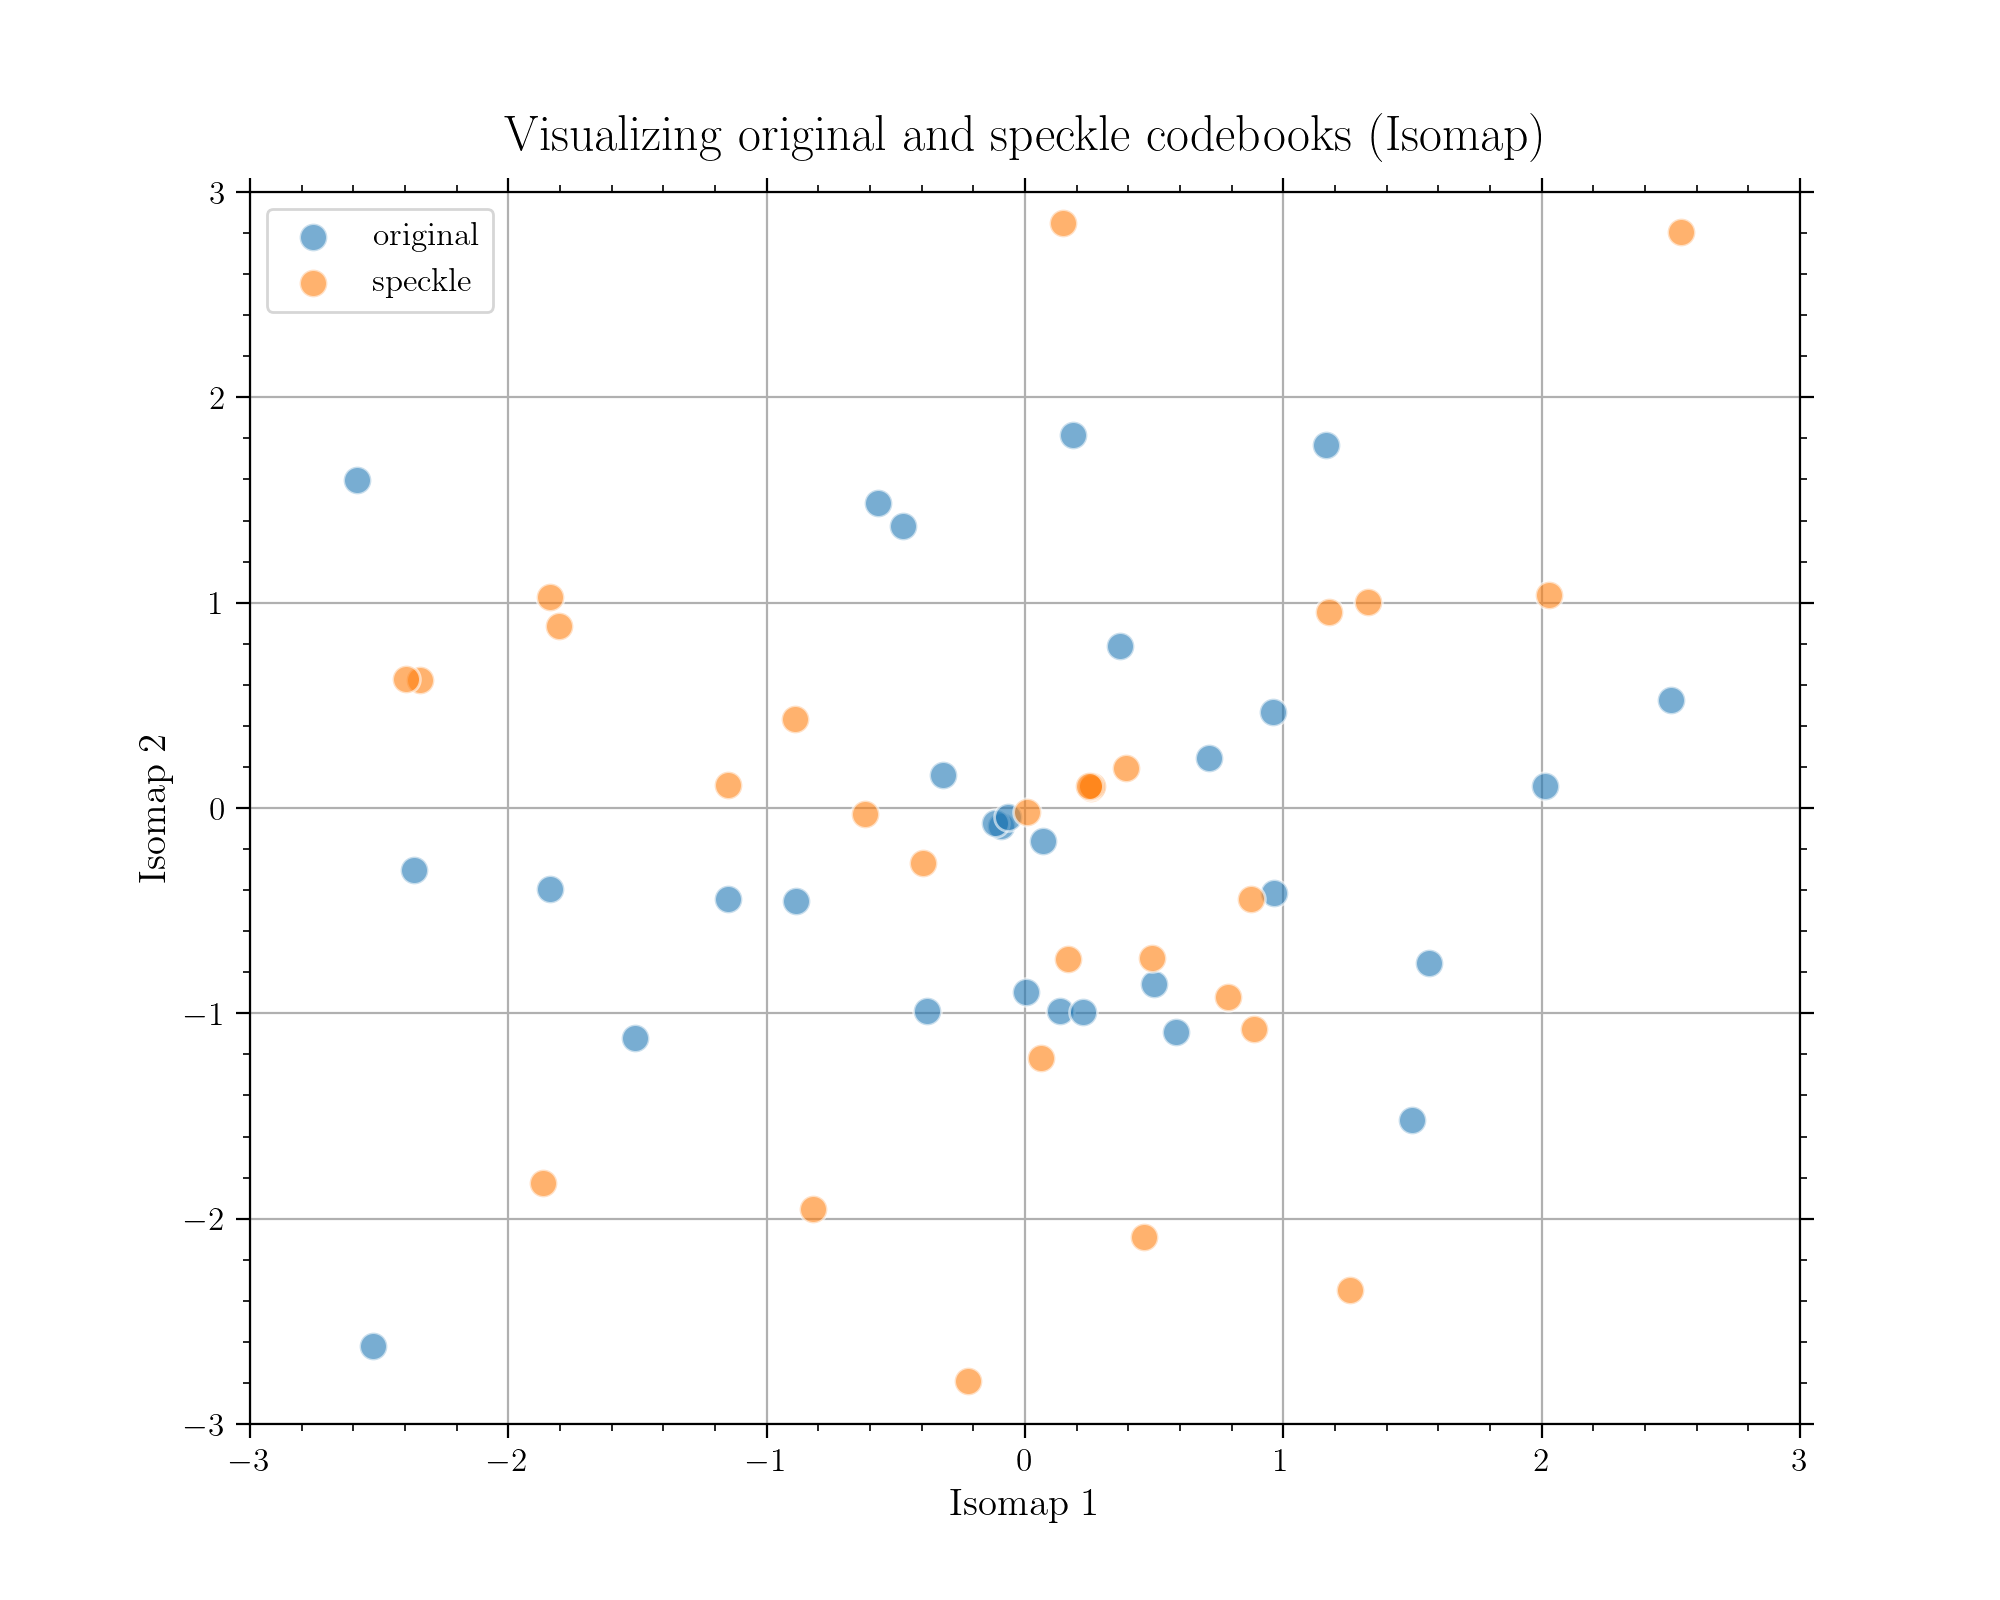 Visualizing original and speckle codebooks (Isomap)
original
speckle
3
2
1
0
−1
−2
−3
Isomap 2
−3
−2
−1
0
1
2
3
Isomap 1